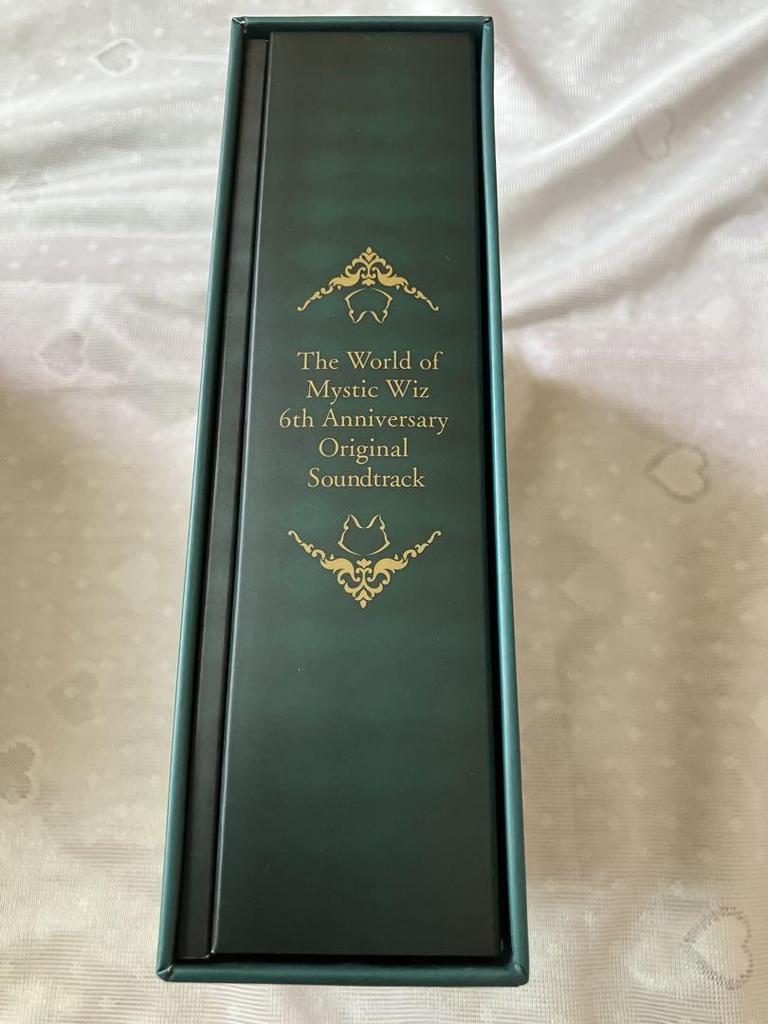 The World of
Mystic Wiz
6th Anniversary
Original
Soundtrack